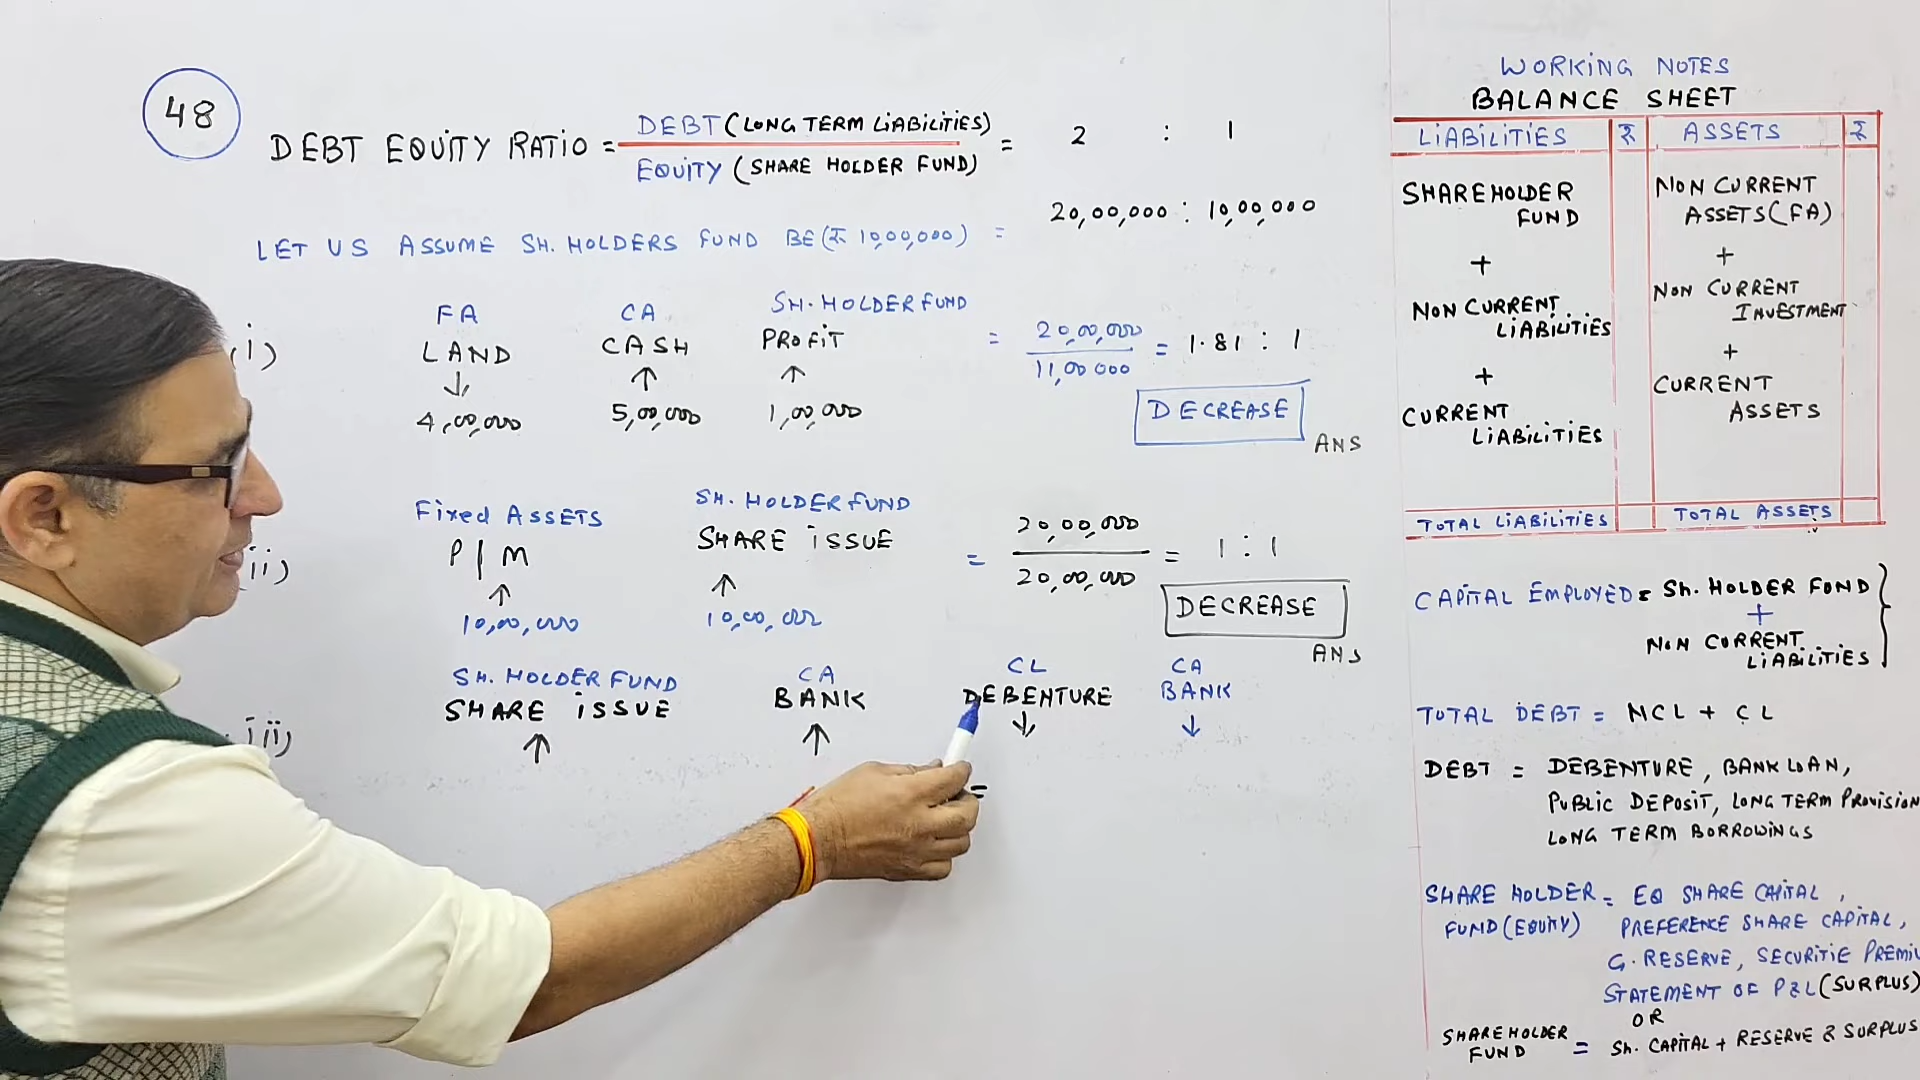 48
DEBT EQUITY RATIO = DEBT (LONG TERM LIABILITIES) = 2 : 1
EQUITY (SHARE HOLDER FUND)
20,00,000 : 10,00,000
LET US ASSUME SH. HOLDERS FUND BE (₹ 10,00,000) =
FA CA SH. HOLDER FUND
(i) LAND CASH PROFIT = 20,00,000 = 1.81 : 1
↓ ↑ ↑ 11,00000
4,00,000 5,00,000 1,00,000
DECREASE
ANS
Fixed ASSETS SH. HOLDER FUND
ii) P/M SHARE ISSUE = 20,00,000 = 1 : 1
↑ ↑ 20,00,000
10,00,000 10,00,000
DECREASE
ANS
SH. HOLDER FUND CA CL CA
iii) SHARE ISSUE BANK DEBENTURE BANK
↑ ↑ ↓ ↓
=
WORKING NOTES
BALANCE SHEET
LIABILITIES ₹ ASSETS ₹
SHAREHOLDER FUND NON CURRENT ASSETS (FA)
+ +
NON CURRENT LIABILITIES NON CURRENT INVESTMENT
+ +
CURRENT LIABILITIES CURRENT ASSETS
TOTAL LIABILITIES TOTAL ASSETS
CAPITAL EMPLOYED = SH. HOLDER FOND
+
NON CURRENT LIABILITIES
TOTAL DEBT = NCL + CL
DEBT = DEBENTURE, BANK LOAN,
PUBLIC DEPOSIT, LONG TERM PROVISION
LONG TERM BORROWINGS
SHARE HOLDER = EQ SHARE CAPITAL,
FUND (EQUITY) PREFERENCE SHARE CAPITAL,
G. RESERVE, SECURITIE PREMIU
STATEMENT OF P&L (SURPLUS)
OR
SHAREHOLDER FUND = SH. CAPITAL + RESERVE & SURPLUS